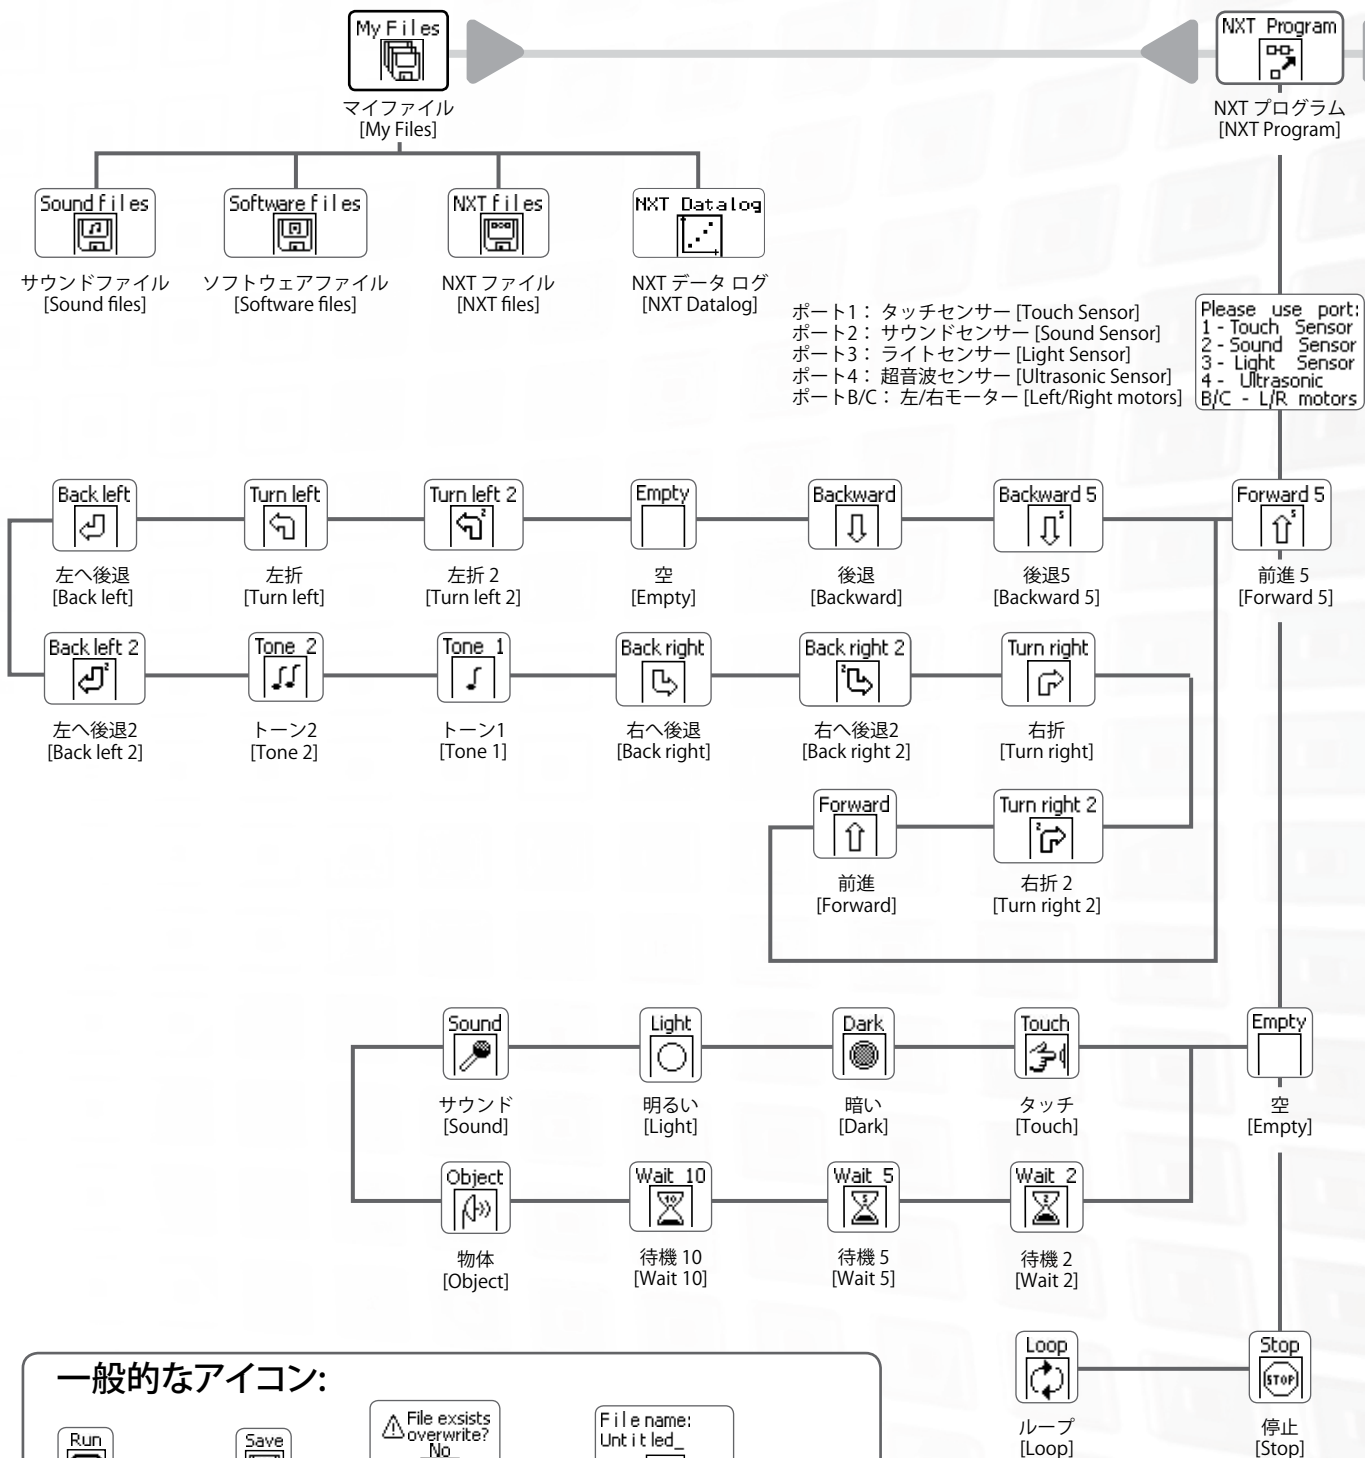 My Files
NXT Program
マイファイル
[My Files]
NXT プログラム
[NXT Program]
Sound files
Software files
NXT files
NXT Datalog
サウンドファイル
[Sound files]
ソフトウェアファイル
[Software files]
NXT ファイル
[NXT files]
NXT データ ログ
[NXT Datalog]
ポート1： タッチセンサー [Touch Sensor]
ポート2： サウンドセンサー [Sound Sensor]
ポート3： ライトセンサー [Light Sensor]
ポート4： 超音波センサー [Ultrasonic Sensor]
ポートB/C： 左/右モーター [Left/Right motors]
Please use port:
1 - Touch Sensor
2 - Sound Sensor
3 - Light Sensor
4 - Ultrasonic
B/C - L/R motors
Back left
Turn left
Turn left 2
2
Empty
Backward
Backward 5
5
Forward 5
5
左へ後退
[Back left]
左折
[Turn left]
左折 2
[Turn left 2]
空
[Empty]
後退
[Backward]
後退5
[Backward 5]
前進 5
[Forward 5]
Back left 2
2
Tone 2
Tone 1
Back right
Back right 2
2
Turn right
左へ後退2
[Back left 2]
トーン2
[Tone 2]
トーン1
[Tone 1]
右へ後退
[Back right]
右へ後退2
[Back right 2]
右折
[Turn right]
Forward
Turn right 2
2
前進
[Forward]
右折 2
[Turn right 2]
Sound
Light
Dark
Touch
Empty
サウンド
[Sound]
明るい
[Light]
暗い
[Dark]
タッチ
[Touch]
空
[Empty]
Object
Wait 10
10
Wait 5
5
Wait 2
2
物体
[Object]
待機 10
[Wait 10]
待機 5
[Wait 5]
待機 2
[Wait 2]
Loop
Stop
STOP
ループ
[Loop]
停止
[Stop]
一般的なアイコン:
Run
Save
File exsists
overwrite?
No
File name:
Untitled_